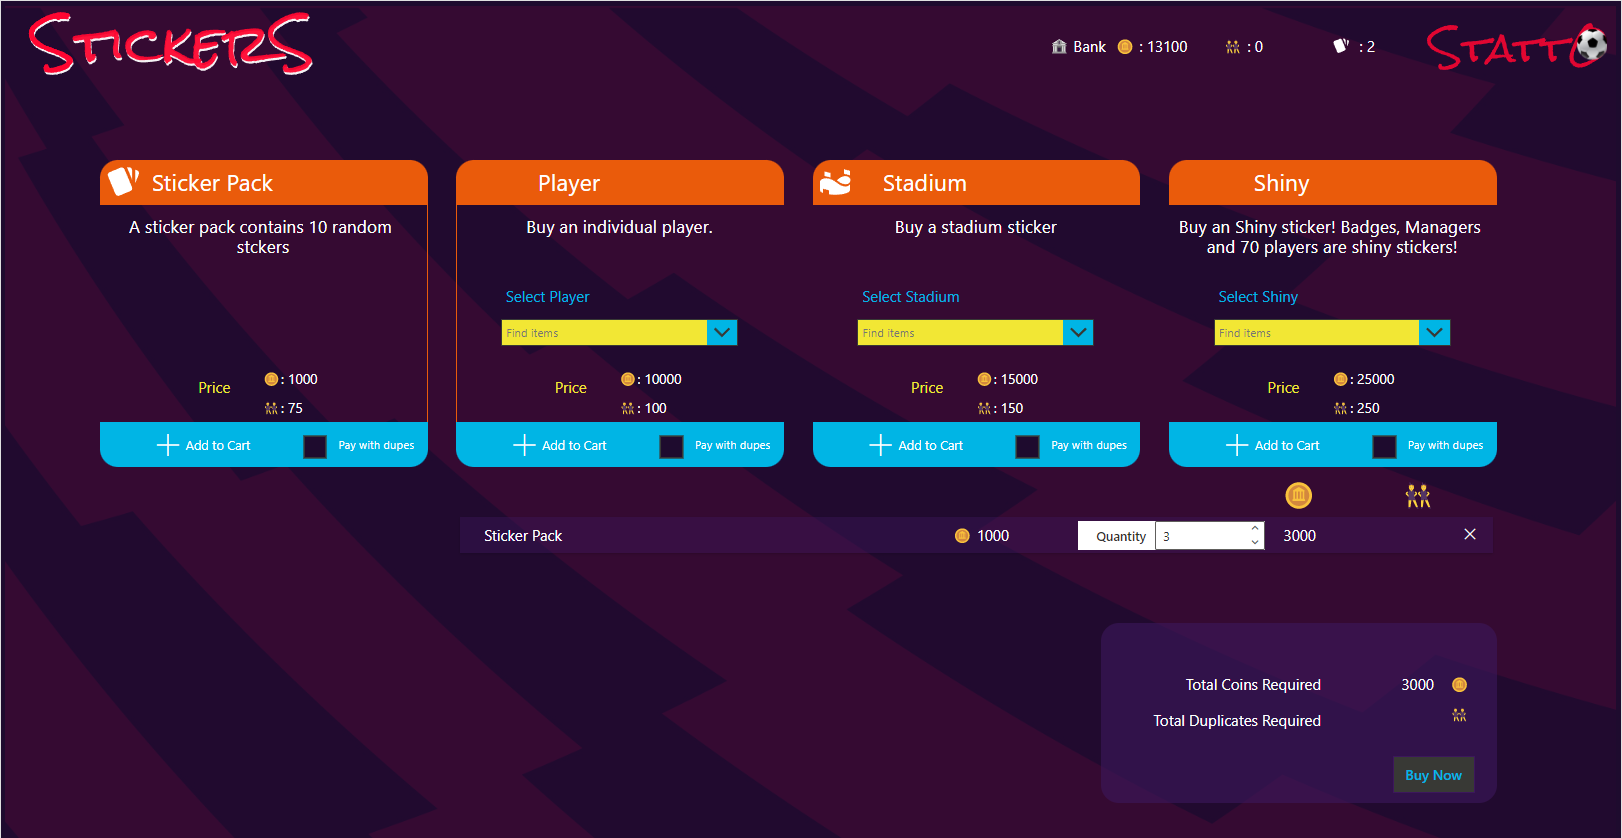 STICKERS
Bank : 13100 : 0 : 2
STATTO
Sticker Pack
A sticker pack contains 10 random
stckers
Price
: 1000
: 75
Add to Cart
Pay with dupes
Player
Buy an individual player.
Select Player
Find items
Price
: 10000
: 100
Add to Cart
Pay with dupes
Stadium
Buy a stadium sticker
Select Stadium
Find items
Price
: 15000
: 150
Add to Cart
Pay with dupes
Shiny
Buy an Shiny sticker! Badges, Managers
and 70 players are shiny stickers!
Select Shiny
Find items
Price
: 25000
: 250
Add to Cart
Pay with dupes
Sticker Pack 1000 Quantity 3 3000
Total Coins Required 3000
Total Duplicates Required
Buy Now